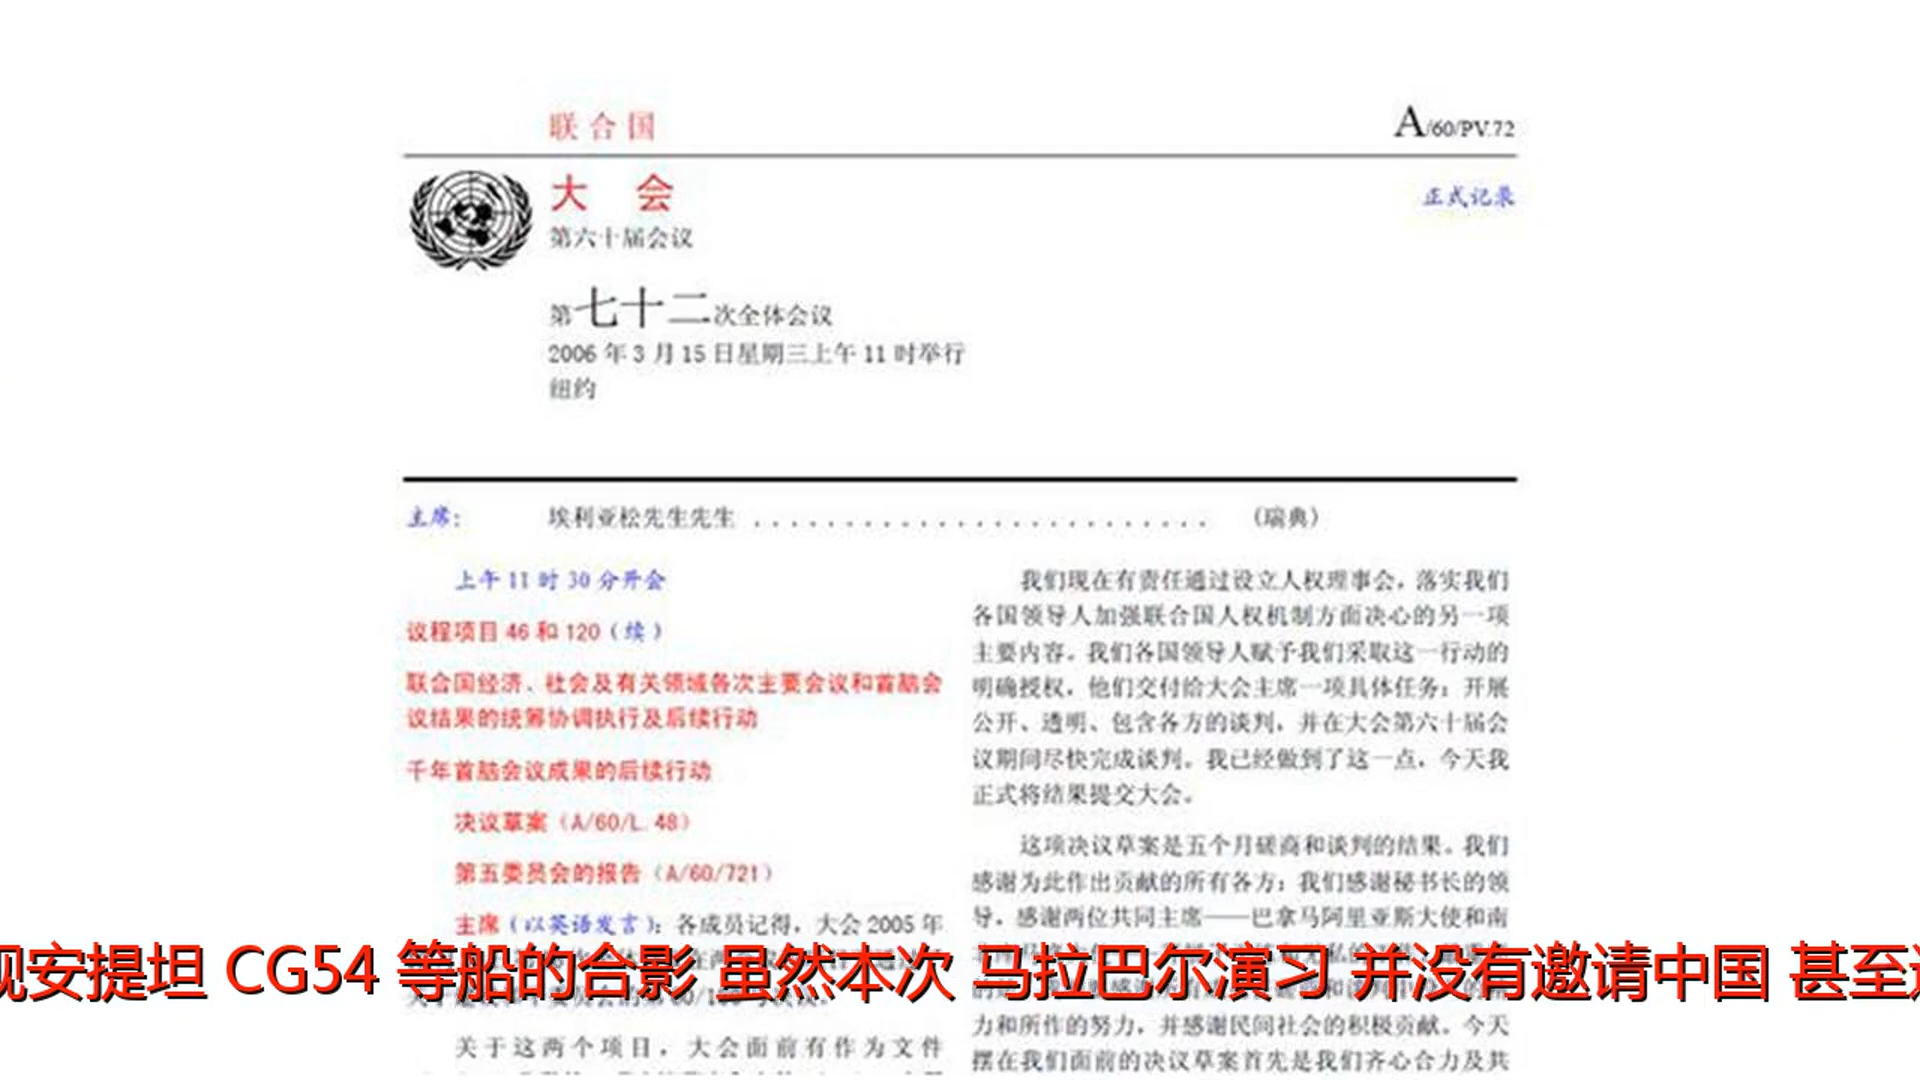 联合国
A/60/PV.72
大 会
正式记录
第六十届会议
第七十二次全体会议
2006 年 3 月 15 日星期三上午 11 时举行
纽约
主席:
埃利亚松先生先生 ........................ (瑞典)
上午 11 时 30 分开会
议程项目 46 和 120(续)
联合国经济、社会及有关领域各次主要会议和首脑会
议结果的统筹协调执行及后续行动
千年首脑会议成果的后续行动
决议草案(A/60/L.48)
第五委员会的报告(A/60/721)
主席(以英语发言):各成员记得,大会 2005 年
关于这两个项目,大会面前有作为文件
我们现在有责任通过设立人权理事会,落实我们
各国领导人加强联合国人权机制方面决心的另一项
主要内容。我们各国领导人赋予我们采取这一行动的
明确授权,他们交付给大会主席一项具体任务:开展
公开、透明、包含各方的谈判,并在大会第六十届会
议期间尽快完成谈判。我已经做到了这一点,今天我
正式将结果提交大会。
这项决议草案是五个月磋商和谈判的结果。我们
感谢为此作出贡献的所有各方:我们感谢秘书长的领
导,感谢两位共同主席——巴拿马阿里亚斯大使和南
力和所作的努力,并感谢民间社会的积极贡献。今天
摆在我们面前的决议草案首先是我们齐心合力及其
观安提坦 CG54 等船的合影 虽然本次 马拉巴尔演习 并没有邀请中国 甚至